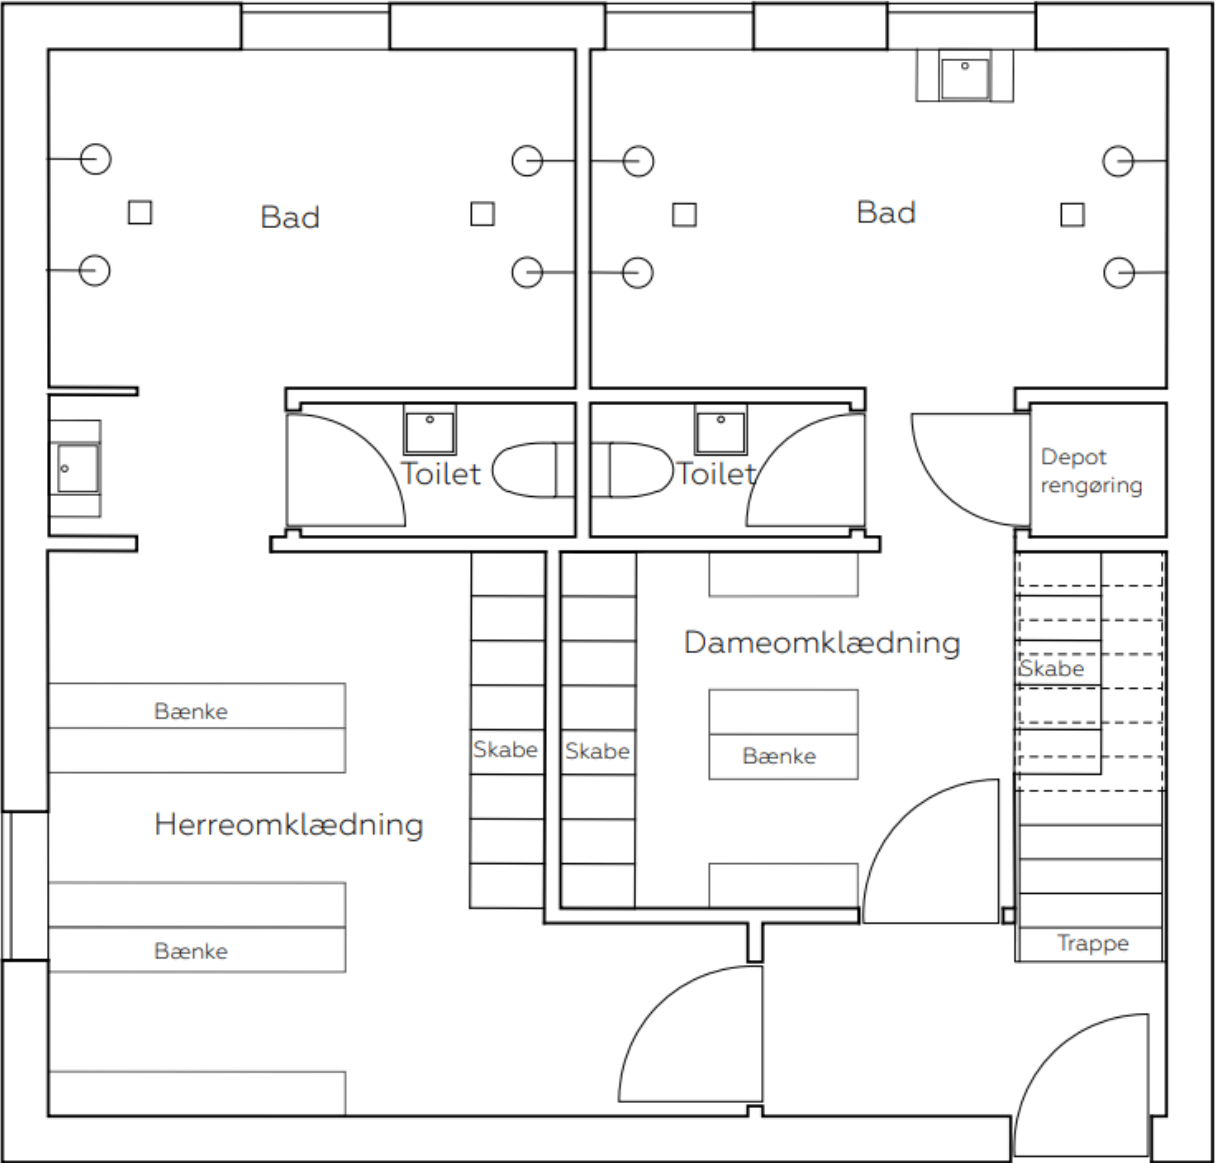 Bad
Bad
Toilet
Toilet
Depot
rengøring
Dameomklædning
Skabe
Bænke
Skabe
Skabe
Bænke
Herreomklædning
Bænke
Trappe